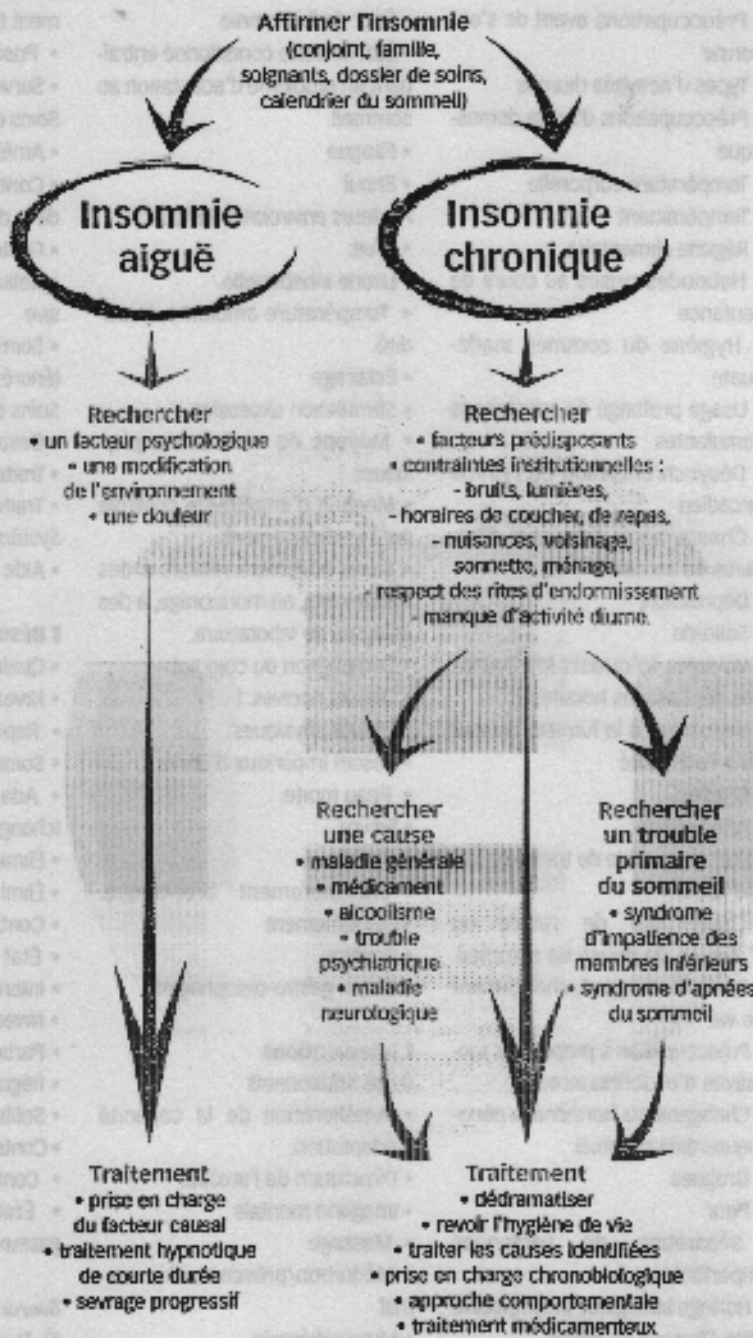 Affirmer l'insomnie
(conjoint, famille,
soignants, dossier de soins,
calendrier du sommeil)
Insomnie
aiguë
Insomnie
chronique
Rechercher
• un facteur psychologique
• une modification
de l'environnement
• une douleur
Rechercher
• facteurs prédisposants
• contraintes institutionnelles :
- bruits, lumières,
- horaires de coucher, de repas,
- nuisances, voisinage,
sonnette, ménage,
- respect des rites d'endormissement
- manque d'activité diurne.
Rechercher
une cause
• maladie générale
• médicament
• alcoolisme
• trouble
psychiatrique
• maladie
neurologique
Rechercher
un trouble
primaire
du sommeil
• syndrome
d'impatience des
membres inférieurs
• syndrome d'apnées
du sommeil
Traitement
• prise en charge
du facteur causal
• traitement hypnotique
de courte durée
• sevrage progressif
Traitement
• dédramatiser
• revoir l'hygiène de vie
• traiter les causes identifiées
• prise en charge chronobiologique
• approche comportementale
• traitement médicamenteux